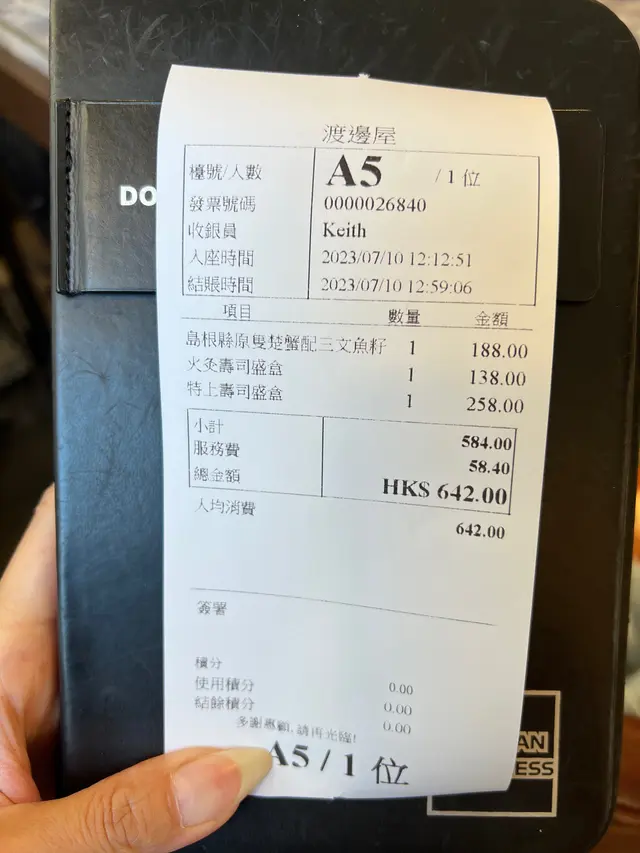 渡邊屋
檯號/人數 A5 /1 位
發票號碼 0000026840
收銀員 Keith
入座時間 2023/07/10 12:12:51
結賬時間 2023/07/10 12:59:06
項目 數量 金額
島根縣原隻楚蟹配三文魚籽 1 188.00
火灸壽司盛盒 1 138.00
特上壽司盛盒 1 258.00
小計 584.00
服務費 58.40
總金額 HK$ 642.00
人均消費 642.00
簽署
積分
使用積分 0.00
結餘積分 0.00
0.00
多謝惠顧,請再光臨!
A5 / 1 位
DO
AN
ESS